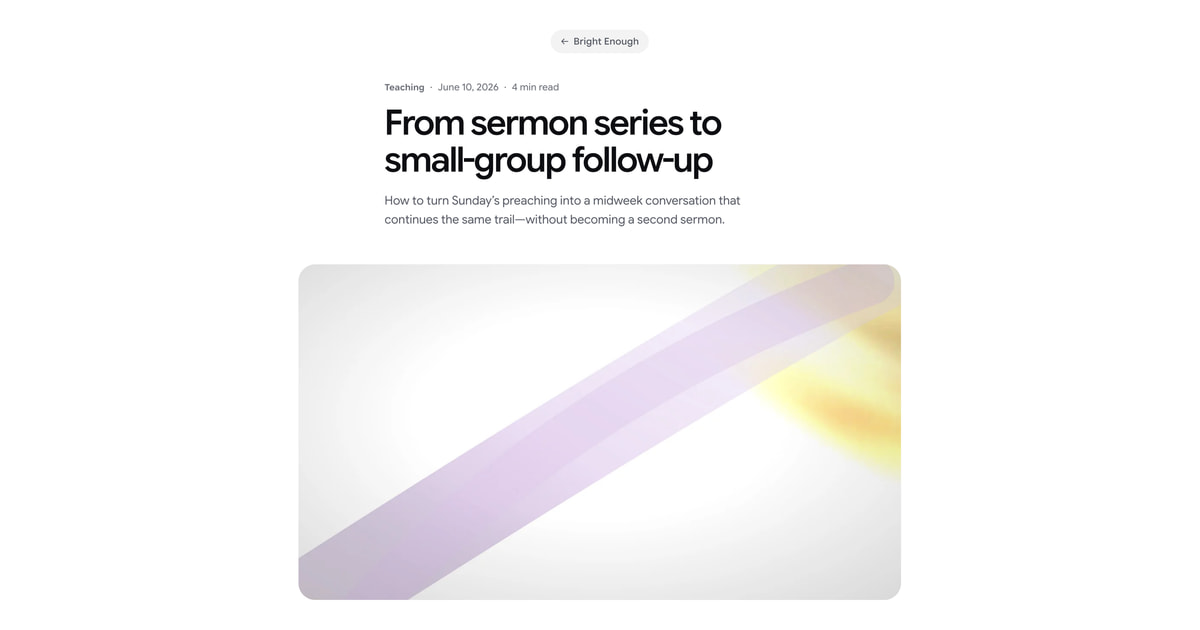 ← Bright Enough
Teaching · June 10, 2026 · 4 min read
From sermon series to
small-group follow-up
How to turn Sunday’s preaching into a midweek conversation that
continues the same trail—without becoming a second sermon.